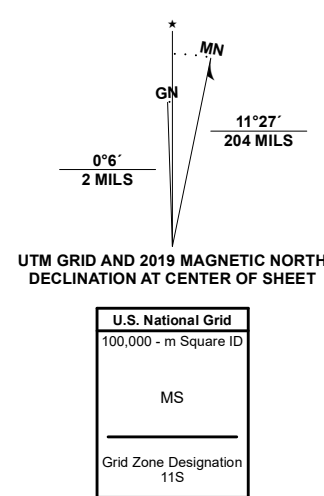 ★
MN
GN
11°27´
204 MILS
0°6´
2 MILS
UTM GRID AND 2019 MAGNETIC NORTH
DECLINATION AT CENTER OF SHEET
U.S. National Grid
100,000 - m Square ID
MS
Grid Zone Designation
11S